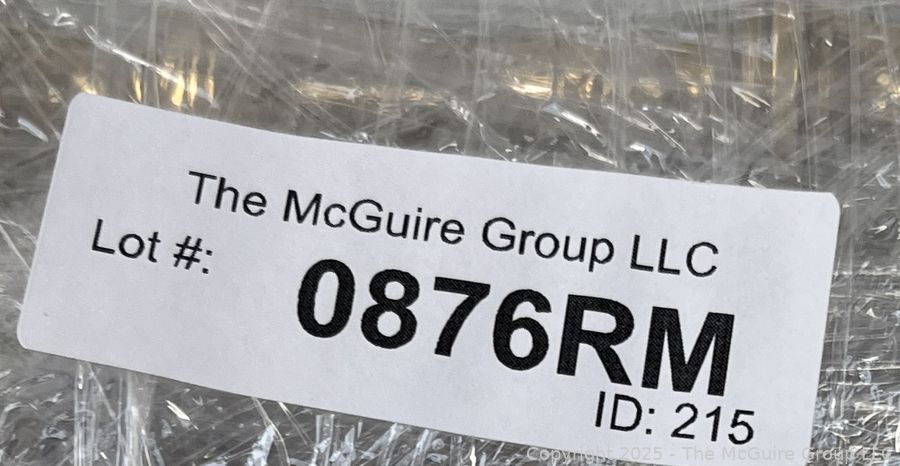 The McGuire Group LLC
Lot #:
0876RM
ID: 215
Copyright 2025 - The McGuire Group LLC